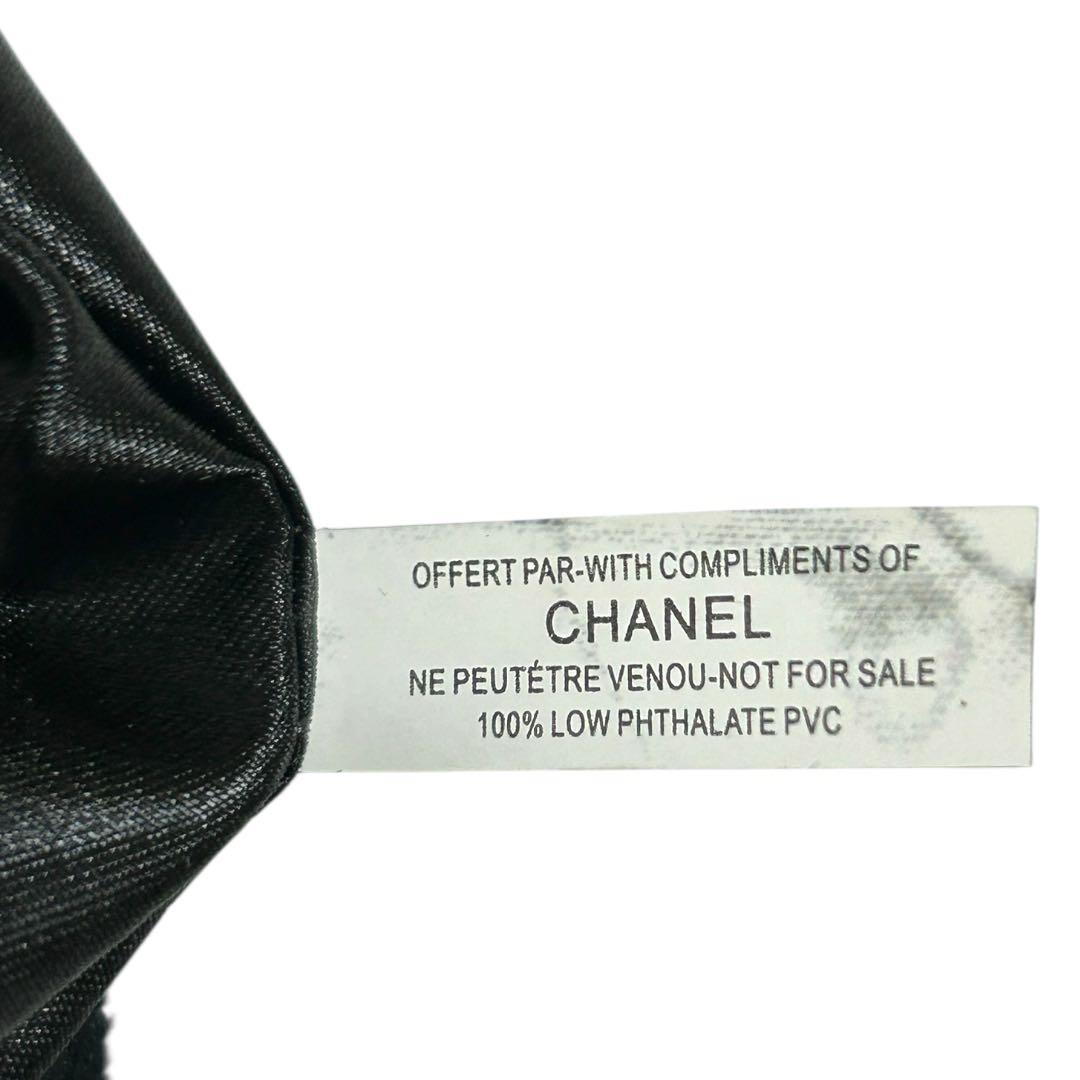 OFFERT PAR-WITH COMPLIMENTS OF
CHANEL
NE PEUTÉTRE VENOU-NOT FOR SALE
100% LOW PHTHALATE PVC